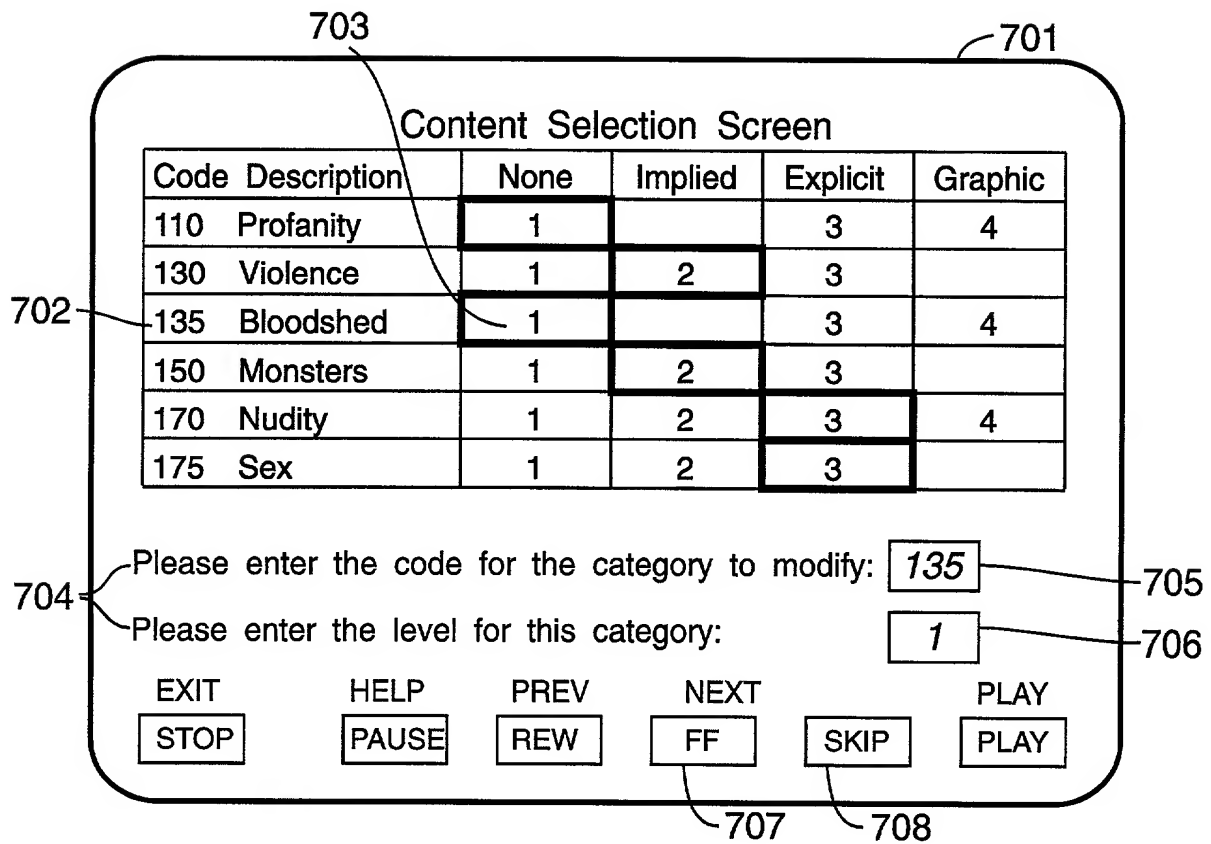 703
701
Content Selection Screen
Code Description None Implied Explicit Graphic
110 Profanity 1 3 4
130 Violence 1 2 3
702 135 Bloodshed 1 3 4
150 Monsters 1 2 3
170 Nudity 1 2 3 4
175 Sex 1 2 3
Please enter the code for the category to modify: 135
705
704
Please enter the level for this category: 1
706
EXIT HELP PREV NEXT PLAY
STOP PAUSE REW FF SKIP PLAY
707 708